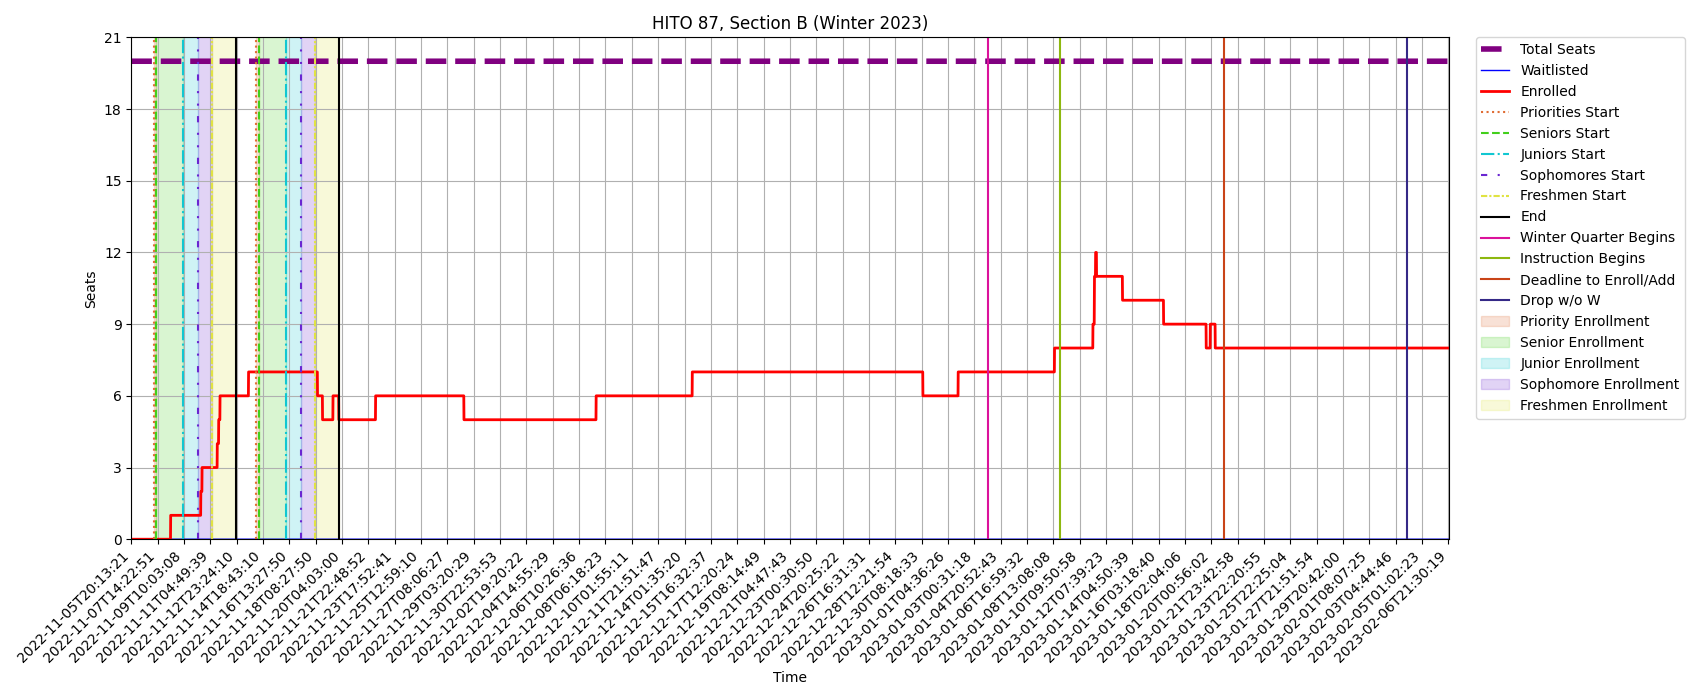 HITO 87, Section B (Winter 2023)
21
18
15
12
9
6
3
0
Seats
2022-11-05T20:13:21
2022-11-07T14:22:51
2022-11-09T10:03:08
2022-11-11T04:49:39
2022-11-12T23:24:10
2022-11-14T18:43:10
2022-11-16T13:27:50
2022-11-18T08:27:50
2022-11-20T04:03:00
2022-11-21T22:48:52
2022-11-23T17:52:41
2022-11-25T12:59:10
2022-11-27T08:06:27
2022-11-29T03:20:29
2022-11-30T22:53:53
2022-12-02T19:20:22
2022-12-04T14:55:29
2022-12-06T10:26:36
2022-12-08T06:18:23
2022-12-10T01:55:11
2022-12-11T21:51:47
2022-12-14T01:35:20
2022-12-15T16:32:37
2022-12-17T12:20:24
2022-12-19T08:14:49
2022-12-21T04:47:43
2022-12-23T00:30:50
2022-12-24T20:25:22
2022-12-26T16:31:31
2022-12-28T12:21:54
2022-12-30T08:18:33
2023-01-01T04:36:26
2023-01-03T00:31:18
2023-01-04T20:52:43
2023-01-06T16:59:32
2023-01-08T13:08:08
2023-01-10T09:50:58
2023-01-12T07:39:23
2023-01-14T04:50:39
2023-01-16T03:18:40
2023-01-18T02:04:06
2023-01-20T00:56:02
2023-01-21T23:42:58
2023-01-23T22:20:55
2023-01-25T22:25:04
2023-01-27T21:51:54
2023-01-29T20:42:00
2023-02-01T08:07:25
2023-02-03T04:44:46
2023-02-05T01:02:23
2023-02-06T21:30:19
Time
Total Seats
Waitlisted
Enrolled
Priorities Start
Seniors Start
Juniors Start
Sophomores Start
Freshmen Start
End
Winter Quarter Begins
Instruction Begins
Deadline to Enroll/Add
Drop w/o W
Priority Enrollment
Senior Enrollment
Junior Enrollment
Sophomore Enrollment
Freshmen Enrollment